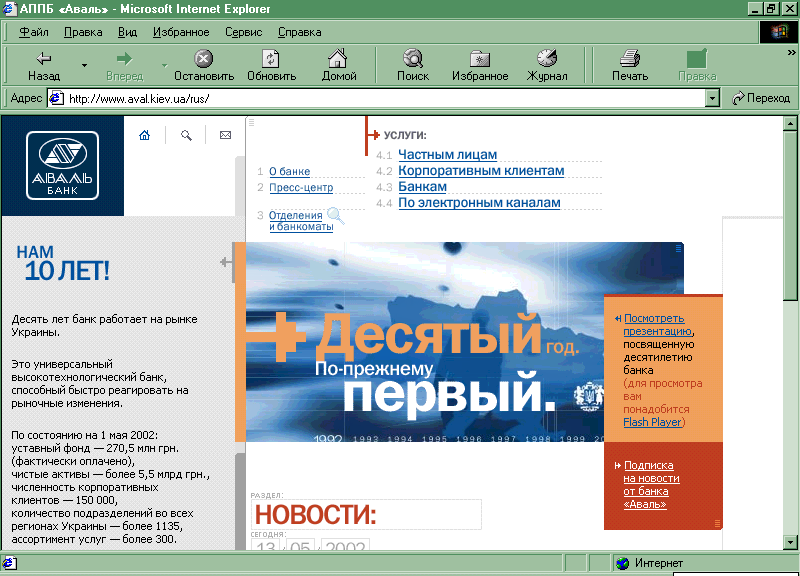 АППБ «Аваль» - Microsoft Internet Explorer
Файл Правка Вид Избранное Сервис Справка
Назад Вперед Остановить Обновить Домой Поиск Избранное Журнал Печать Правка
Адрес http://www.aval.kiev.ua/rus/ Переход
АВАЛЬ
БАНК
1 О банке
2 Пресс-центр
3 Отделения
и банкоматы
УСЛУГИ:
4.1 Частным лицам
4.2 Корпоративным клиентам
4.3 Банкам
4.4 По электронным каналам
НАМ
10 ЛЕТ!
Десять лет банк работает на рынке
Украины.
Это универсальный
высокотехнологический банк,
способный быстро реагировать на
рыночные изменения.
По состоянию на 1 мая 2002:
уставный фонд — 270,5 млн грн.
(фактически оплачено),
чистые активы — более 5,5 млрд грн.,
численность корпоративных
клиентов — 150 000,
количество подразделений во всех
регионах Украины — более 1135,
ассортимент услуг — более 300.
Десятый год.
По-прежнему
первый.
1992 1993 1994 1995 1996 1997 1998 1999
Посмотреть
презентацию,
посвященную
десятилетию
банка
(для просмотра
вам
понадобится
Flash Player)
Подписка
на новости
от банка
«Аваль»
РАЗДЕЛ:
НОВОСТИ:
СЕГОДНЯ:
13 / 05 / 2002
Интернет